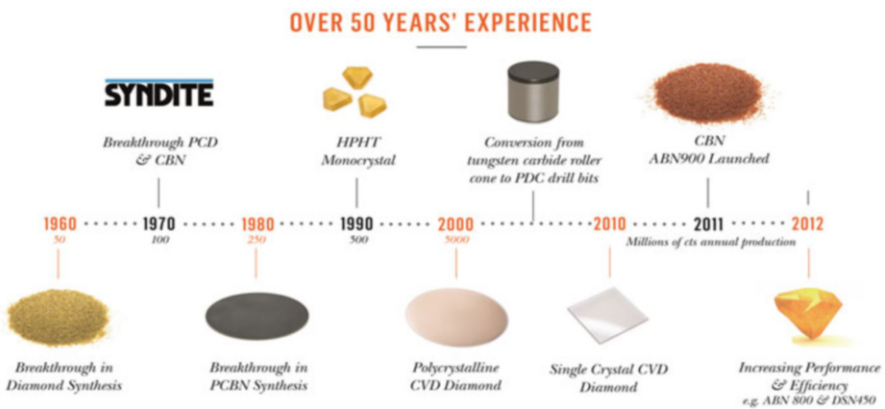 OVER 50 YEARS' EXPERIENCE
SYNDITE
Breakthrough PCD
& CBN
HPHT
Monocrystal
Conversion from
tungsten carbide roller
cone to PDC drill bits
CBN
ABN900 Launched
1960 1970 1980 1990 2000 2010 2011 2012
50 100 250 500 5000 Millions of cts annual production
Breakthrough in
Diamond Synthesis
Breakthrough in
PCBN Synthesis
Polycrystalline
CVD Diamond
Single Crystal CVD
Diamond
Increasing Performance
& Efficiency
e.g. ABN 800 & DSN450